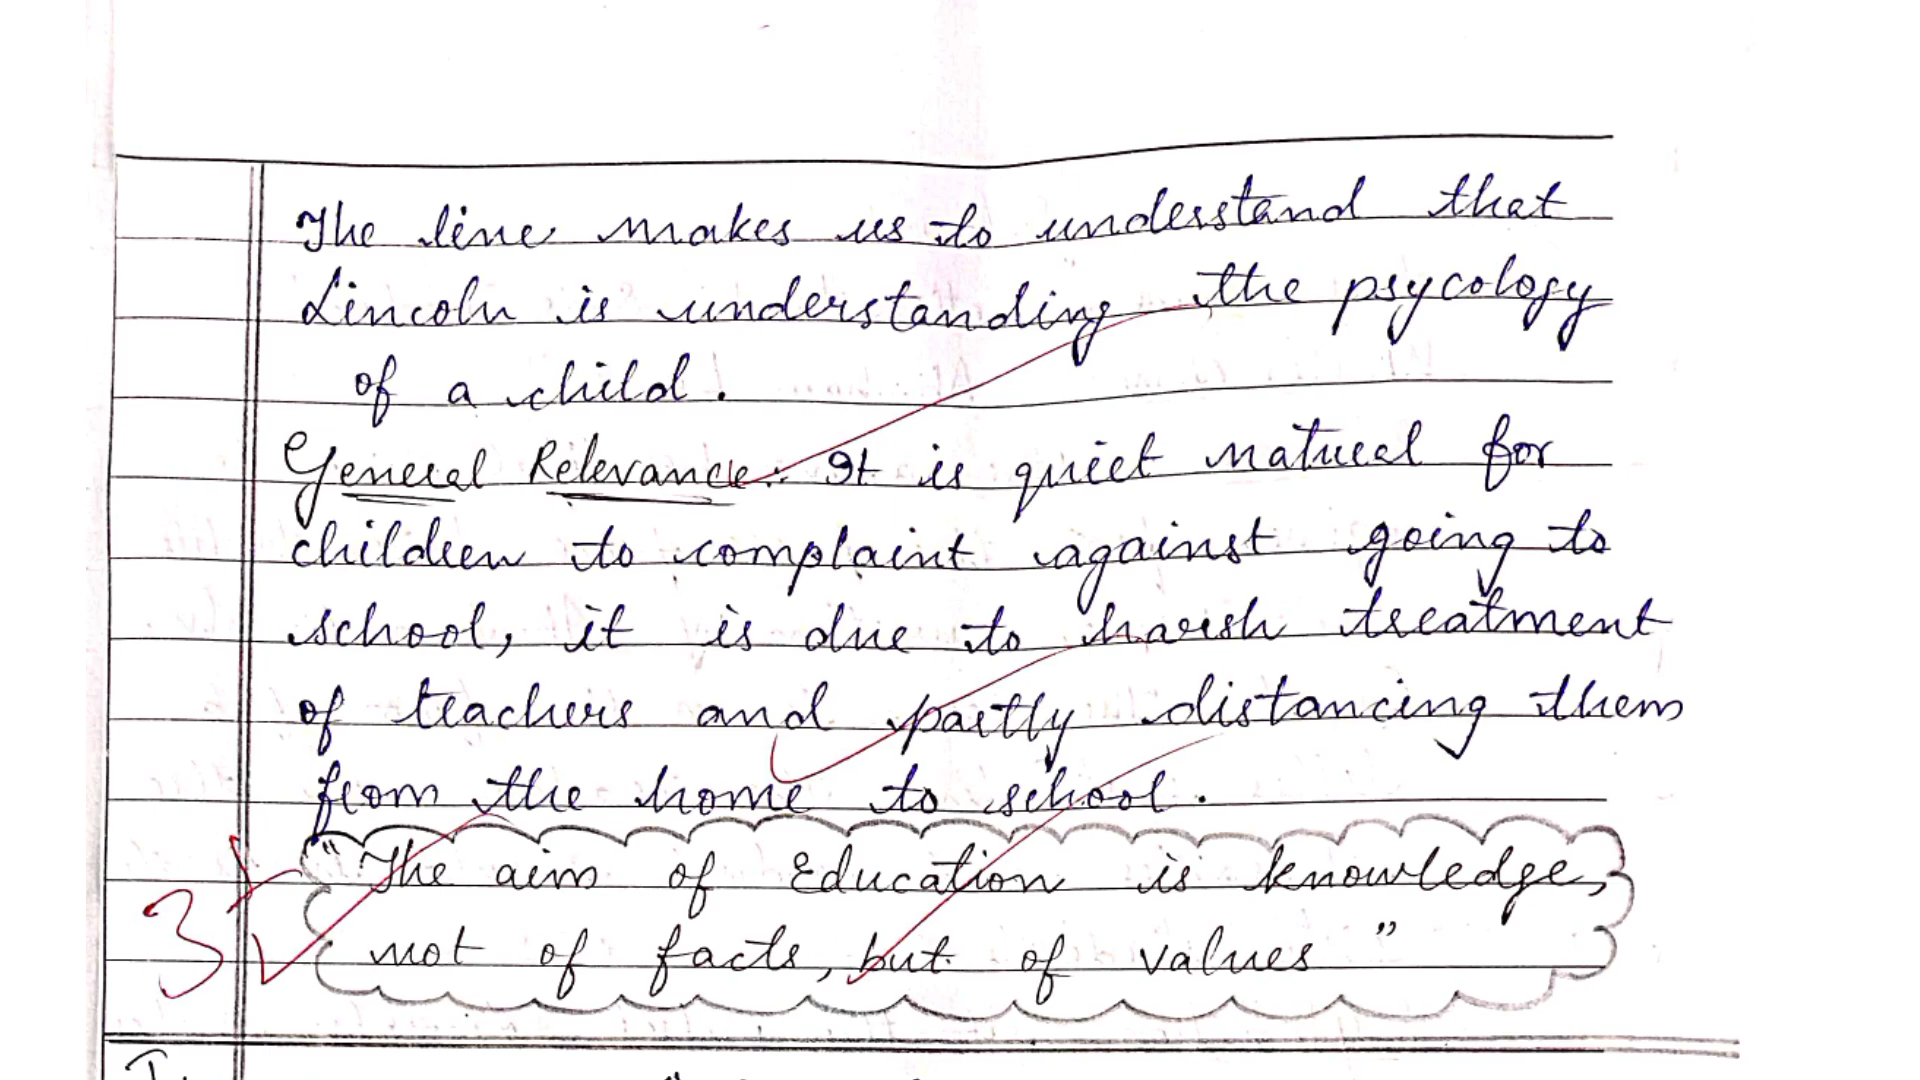 The line makes us to understand that
Lincoln is understanding the psycology
of a child.
General Relevance:- It is quiet natural for
children to complaint against going to
school, it is due to harsh treatment
of teachers and partly distancing them
from the home to school.
"The aim of Education is knowledge,
3 not of facts, but of values"